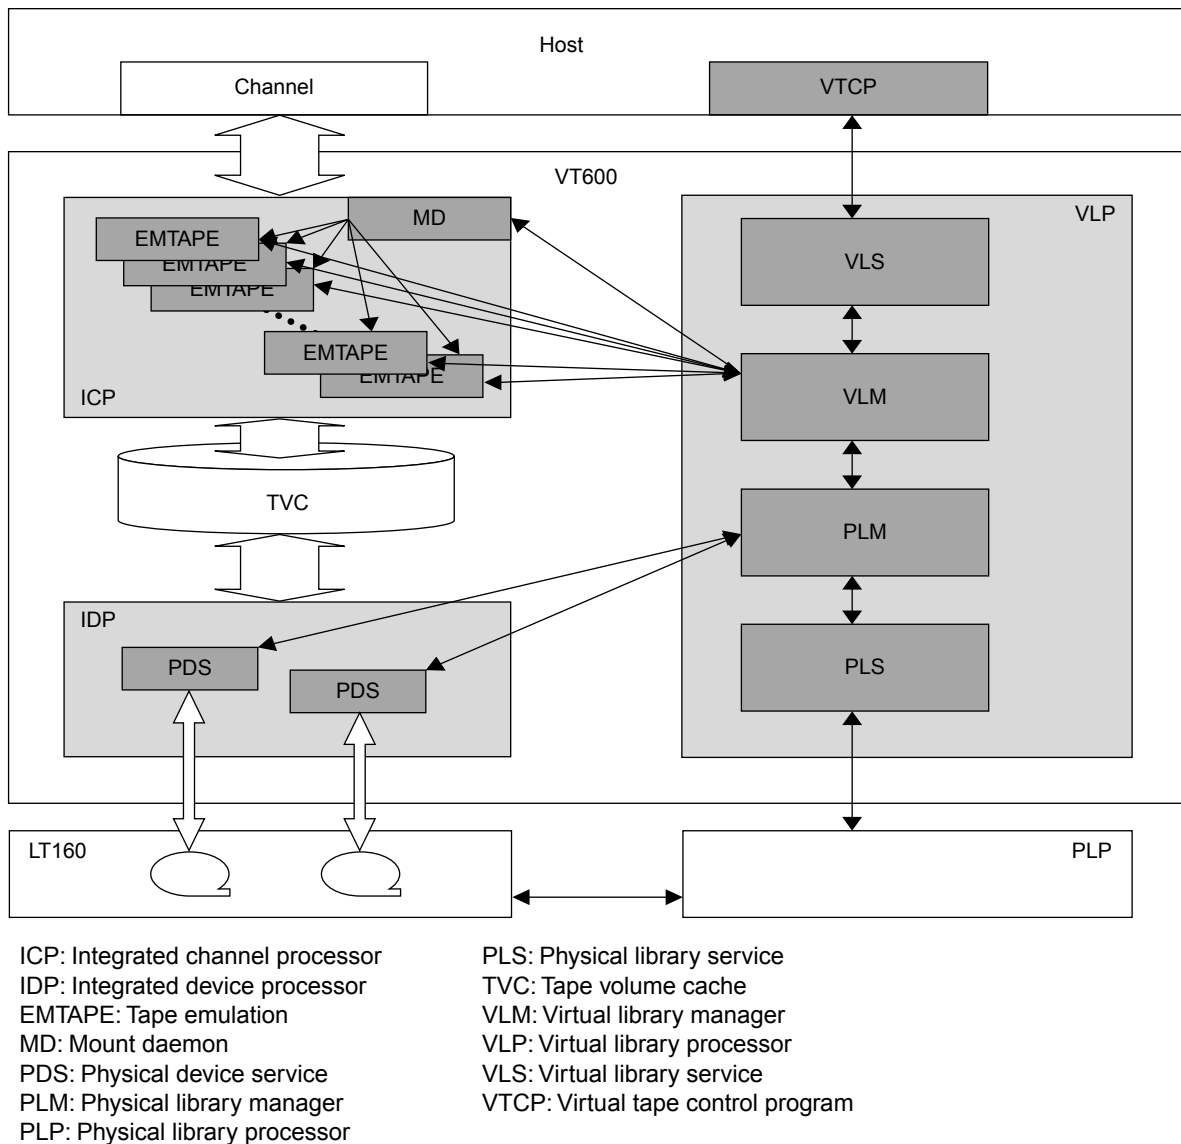 Host
Channel
VTCP
VT600
MD
VLP
EMTAPE
EMTAPE
EMTAPE
VLS
EMTAPE
EMTAPE
ICP
VLM
TVC
PLM
IDP
PDS
PDS
PLS
LT160
PLP
ICP: Integrated channel processor
IDP: Integrated device processor
EMTAPE: Tape emulation
MD: Mount daemon
PDS: Physical device service
PLM: Physical library manager
PLP: Physical library processor
PLS: Physical library service
TVC: Tape volume cache
VLM: Virtual library manager
VLP: Virtual library processor
VLS: Virtual library service
VTCP: Virtual tape control program